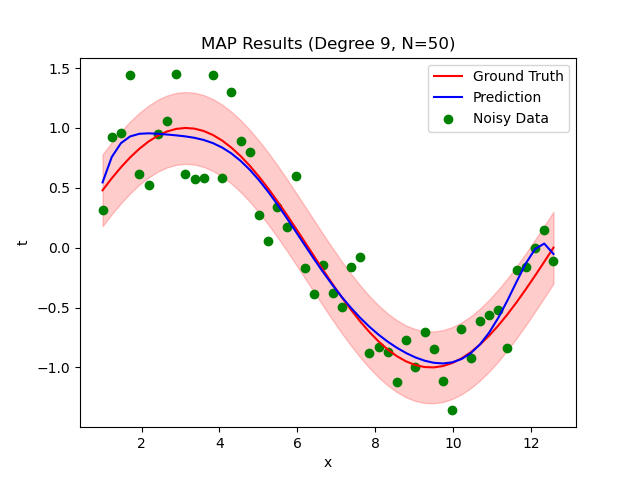 MAP Results (Degree 9, N=50)
Ground Truth
Prediction
Noisy Data
1.5
1.0
0.5
0.0
−0.5
−1.0
t
2
4
6
8
10
12
x